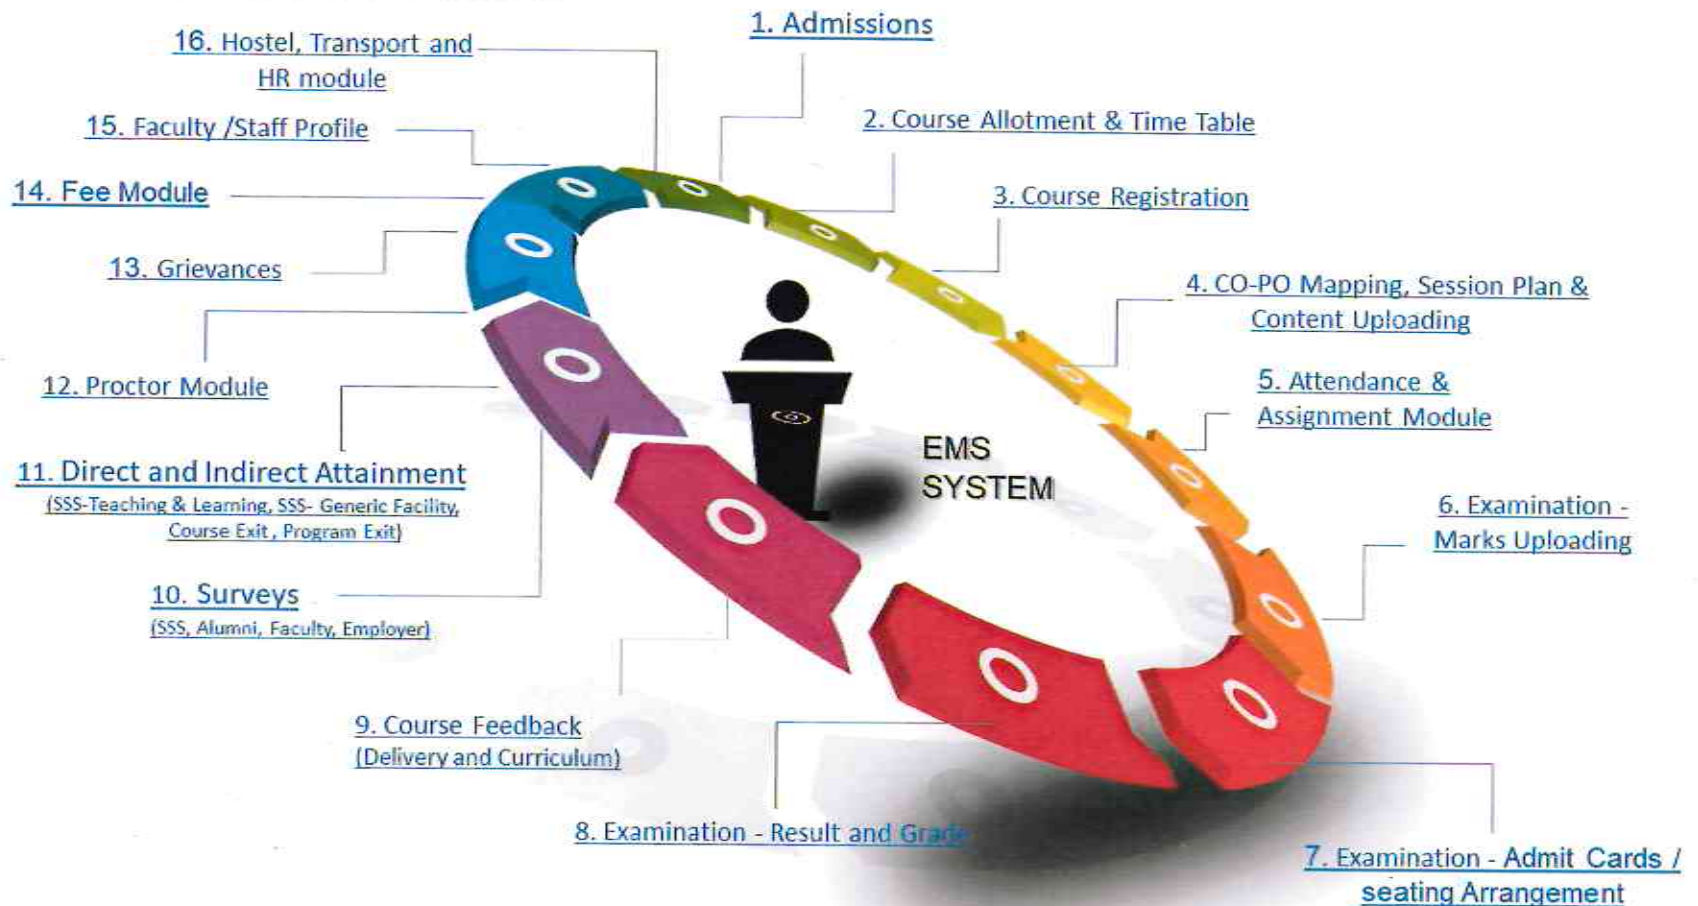 1. Admissions
2. Course Allotment & Time Table
3. Course Registration
4. CO-PO Mapping, Session Plan &
Content Uploading
5. Attendance &
Assignment Module
6. Examination -
Marks Uploading
7. Examination - Admit Cards /
seating Arrangement
8. Examination - Result and Grade
9. Course Feedback
(Delivery and Curriculum)
10. Surveys
(SSS, Alumni, Faculty, Employer)
11. Direct and Indirect Attainment
(SSS-Teaching & Learning, SSS- Generic Facility,
Course Exit , Program Exit)
12. Proctor Module
13. Grievances
14. Fee Module
15. Faculty /Staff Profile
16. Hostel, Transport and
HR module
EMS
SYSTEM